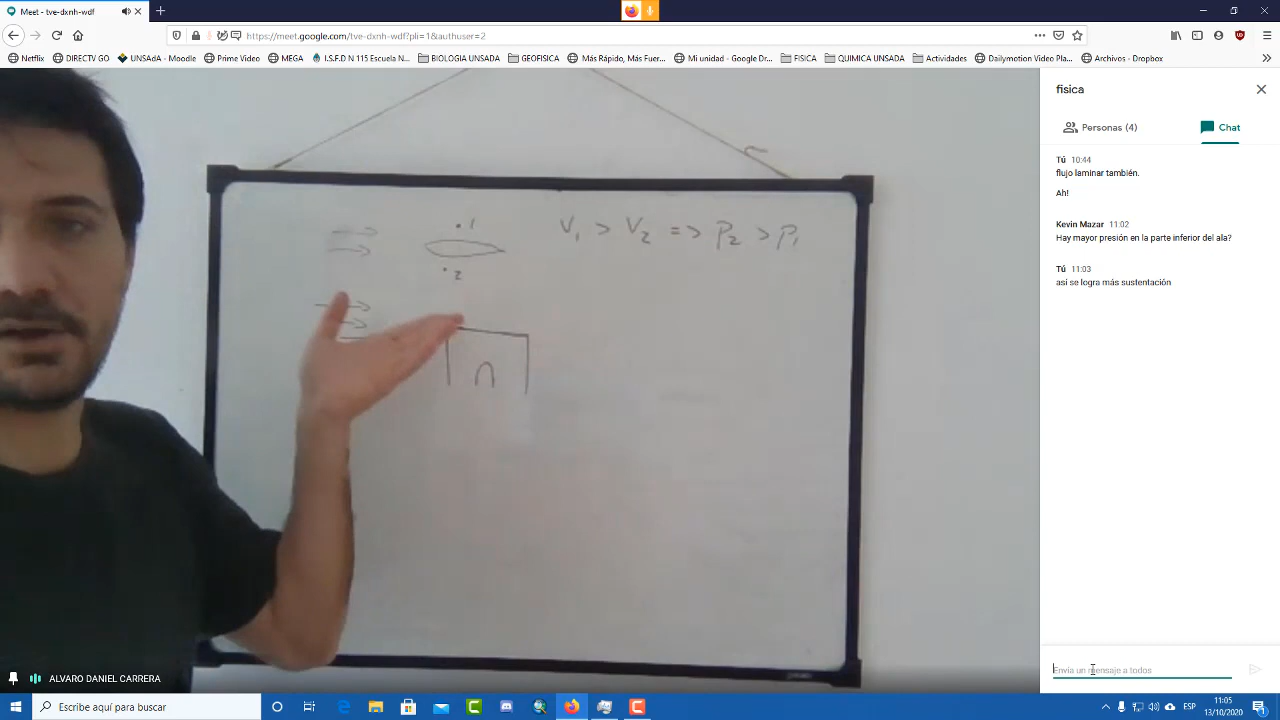 Meet - tve-dxnh-wdf
https://meet.google.com/tve-dxnh-wdf?pli=1&authuser=2
Netflix DIRECTV GO UNSAdA - Moodle Prime Video MEGA I.S.F.D N 115 Escuela N... BIOLOGIA UNSADA GEOFISICA Más Rápido, Más Fuer... Mi unidad - Google Dr... FISICA QUIMICA UNSADA Actividades Dailymotion Video Pla... Archivos - Dropbox
fisica
Personas (4) Chat
Tú 10:44
flujo laminar también.
Ah!
Kevin Mazar 11:02
Hay mayor presión en la parte inferior del ala?
Tú 11:03
asi se logra más sustentación
.1
.2
V₁ > V₂ => P₂ > P₁
Envía un mensaje a todos
ALVARO DANIEL CARRERA
Escribe aquí para buscar
ESP
11:05
13/10/2020
1